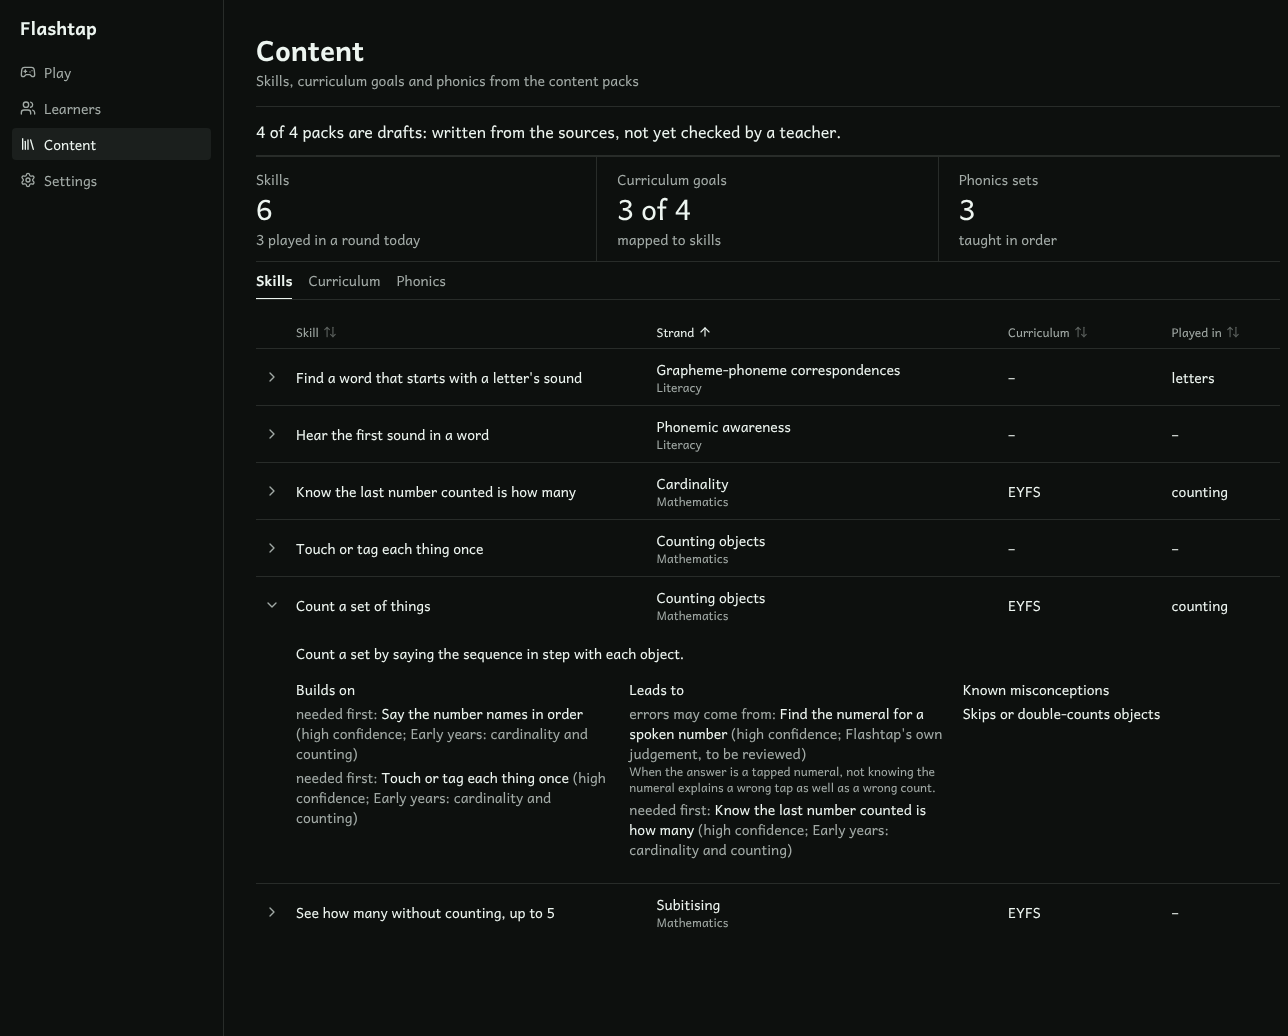 Flashtap
Play
Learners
Content
Settings
Content
Skills, curriculum goals and phonics from the content packs
4 of 4 packs are drafts: written from the sources, not yet checked by a teacher.
Skills
6
3 played in a round today
Curriculum goals
3 of 4
mapped to skills
Phonics sets
3
taught in order
Skills Curriculum Phonics
Skill Strand Curriculum Played in
Find a word that starts with a letter's sound
Grapheme-phoneme correspondences
Literacy
–
letters
Hear the first sound in a word
Phonemic awareness
Literacy
–
–
Know the last number counted is how many
Cardinality
Mathematics
EYFS
counting
Touch or tag each thing once
Counting objects
Mathematics
–
–
Count a set of things
Counting objects
Mathematics
EYFS
counting
Count a set by saying the sequence in step with each object.
Builds on
needed first: Say the number names in order
(high confidence; Early years: cardinality and
counting)
needed first: Touch or tag each thing once (high
confidence; Early years: cardinality and
counting)
Leads to
errors may come from: Find the numeral for a
spoken number (high confidence; Flashtap's own
judgement, to be reviewed)
When the answer is a tapped numeral, not knowing the
numeral explains a wrong tap as well as a wrong count.
needed first: Know the last number counted is
how many (high confidence; Early years:
cardinality and counting)
Known misconceptions
Skips or double-counts objects
See how many without counting, up to 5
Subitising
Mathematics
EYFS
–